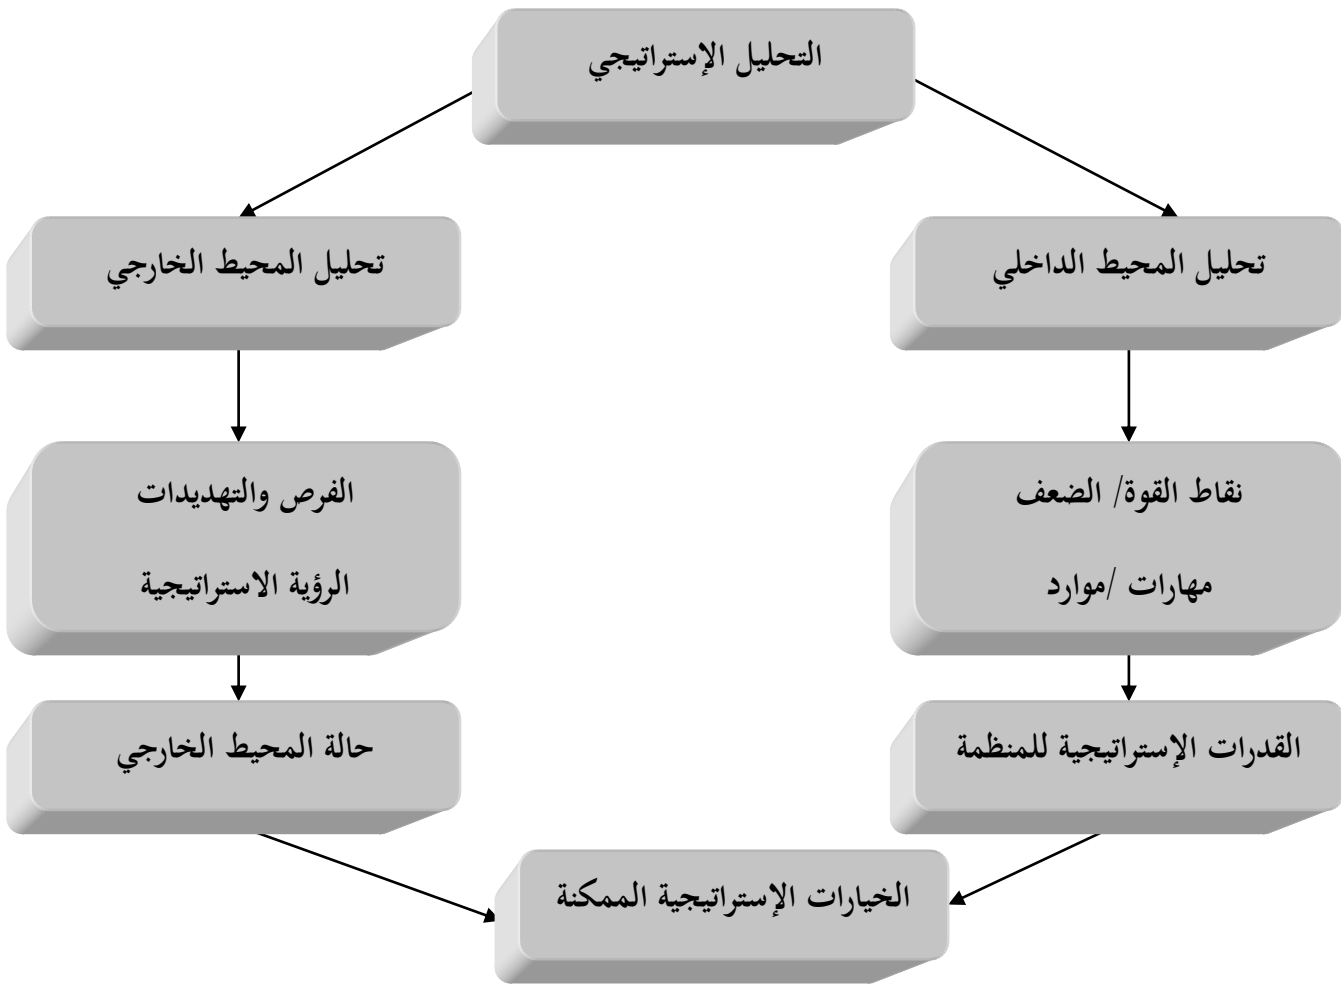 التحليل الإستراتيجي
تحليل المحيط الداخلي
تحليل المحيط الخارجي
نقاط القوة/ الضعف
مهارات /موارد
الفرص والتهديدات
الرؤية الاستراتيجية
القدرات الإستراتيجية للمنظمة
حالة المحيط الخارجي
الخيارات الإستراتيجية الممكنة